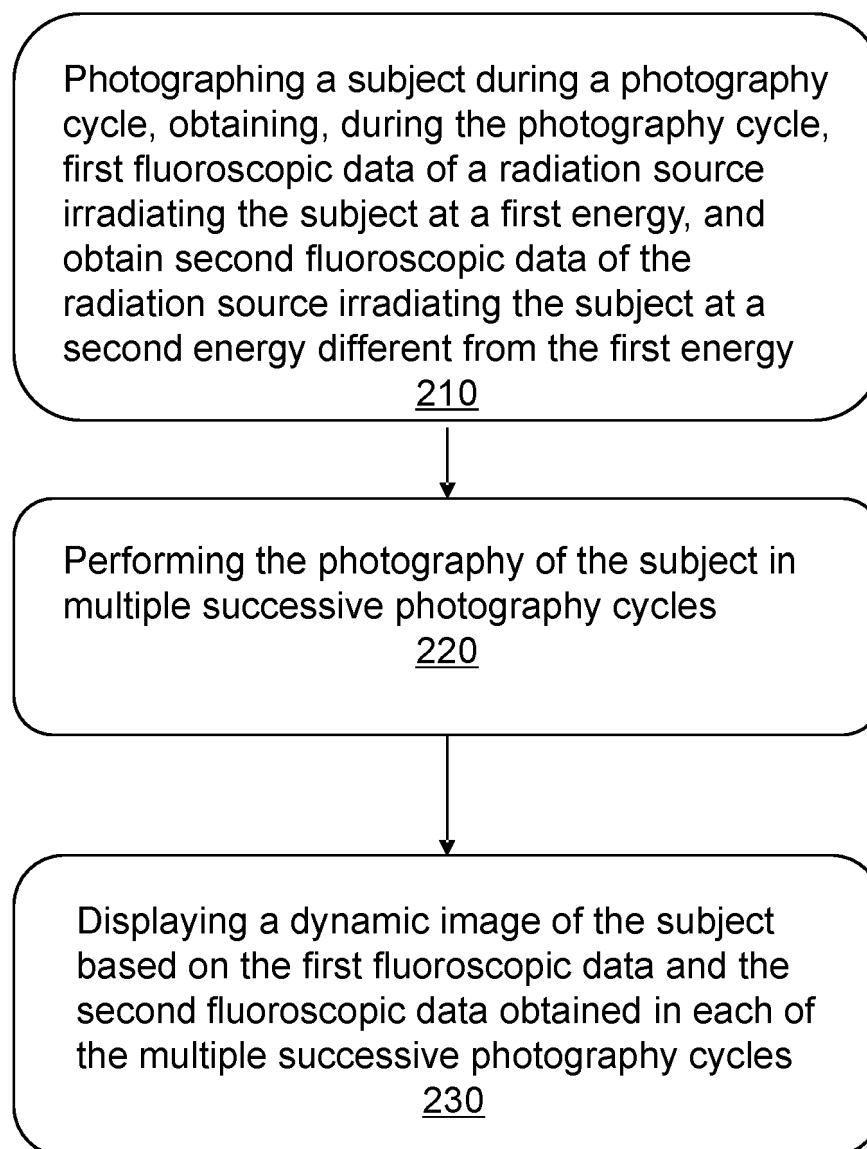 Photographing a subject during a photography
cycle, obtaining, during the photography cycle,
first fluoroscopic data of a radiation source
irradiating the subject at a first energy, and
obtain second fluoroscopic data of the
radiation source irradiating the subject at a
second energy different from the first energy
210
Performing the photography of the subject in
multiple successive photography cycles
220
Displaying a dynamic image of the subject
based on the first fluoroscopic data and the
second fluoroscopic data obtained in each of
the multiple successive photography cycles
230